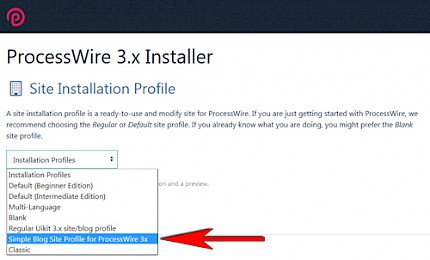 ProcessWire 3.x Installer
Site Installation Profile
A site installation profile is a ready-to-use and modify site for ProcessWire. If you are just getting started with ProcessWire, we
recommend choosing the Regular or Default site profile. If you already know what you are doing, you might prefer the Blank
site profile.
Installation Profiles
Installation Profiles
on and a preview.
Default (Beginner Edition)
Default (Intermediate Edition)
Multi-Language
Blank
Regular Uikit 3.x site/blog profile
Simple Blog Site Profile for ProcessWire 3x
Classic